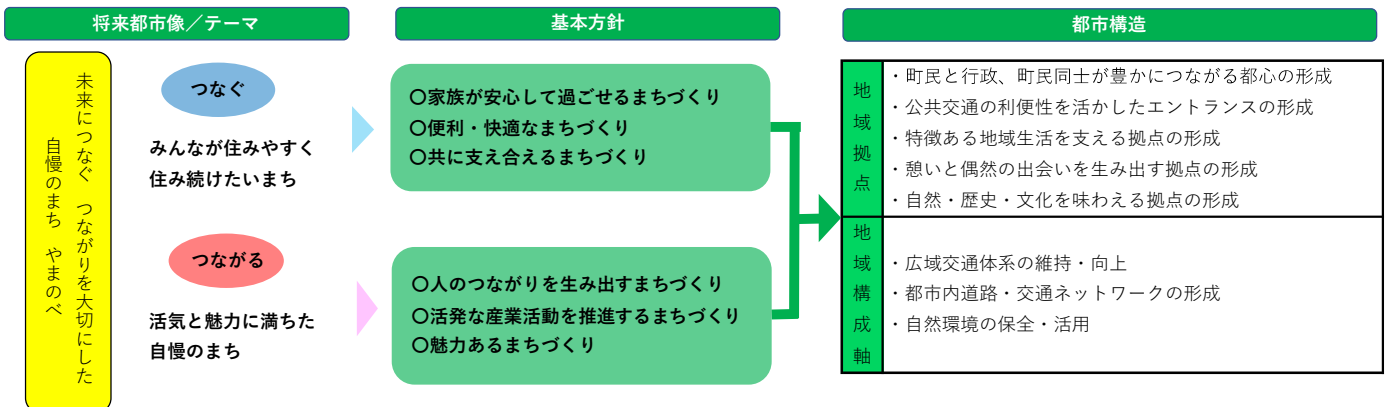 将来都市像／テーマ
未来につなぐ　つながりを大切にした
自慢のまち　やまのべ
つなぐ
みんなが住みやすく
住み続けたいまち
つながる
活気と魅力に満ちた
自慢のまち
基本方針
〇家族が安心して過ごせるまちづくり
〇便利・快適なまちづくり
〇共に支え合えるまちづくり
〇人のつながりを生み出すまちづくり
〇活発な産業活動を推進するまちづくり
〇魅力あるまちづくり
都市構造
地域拠点
・町民と行政、町民同士が豊かにつながる都心の形成
・公共交通の利便性を活かしたエントランスの形成
・特徴ある地域生活を支える拠点の形成
・憩いと偶然の出会いを生み出す拠点の形成
・自然・歴史・文化を味わえる拠点の形成
地域構成軸
・広域交通体系の維持・向上
・都市内道路・交通ネットワークの形成
・自然環境の保全・活用